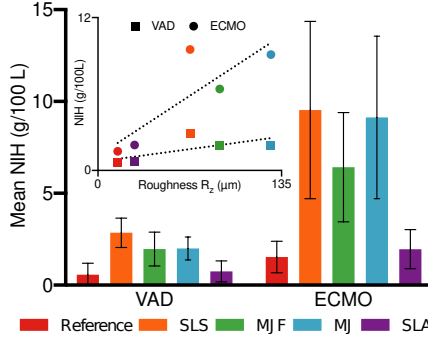 15
10
5
0
Mean NIH (g/100 L)
12
0
NIH (g/100L)
VAD ECMO
0 Roughness Rz (µm) 135
VAD ECMO
Reference SLS MJF MJ SLA